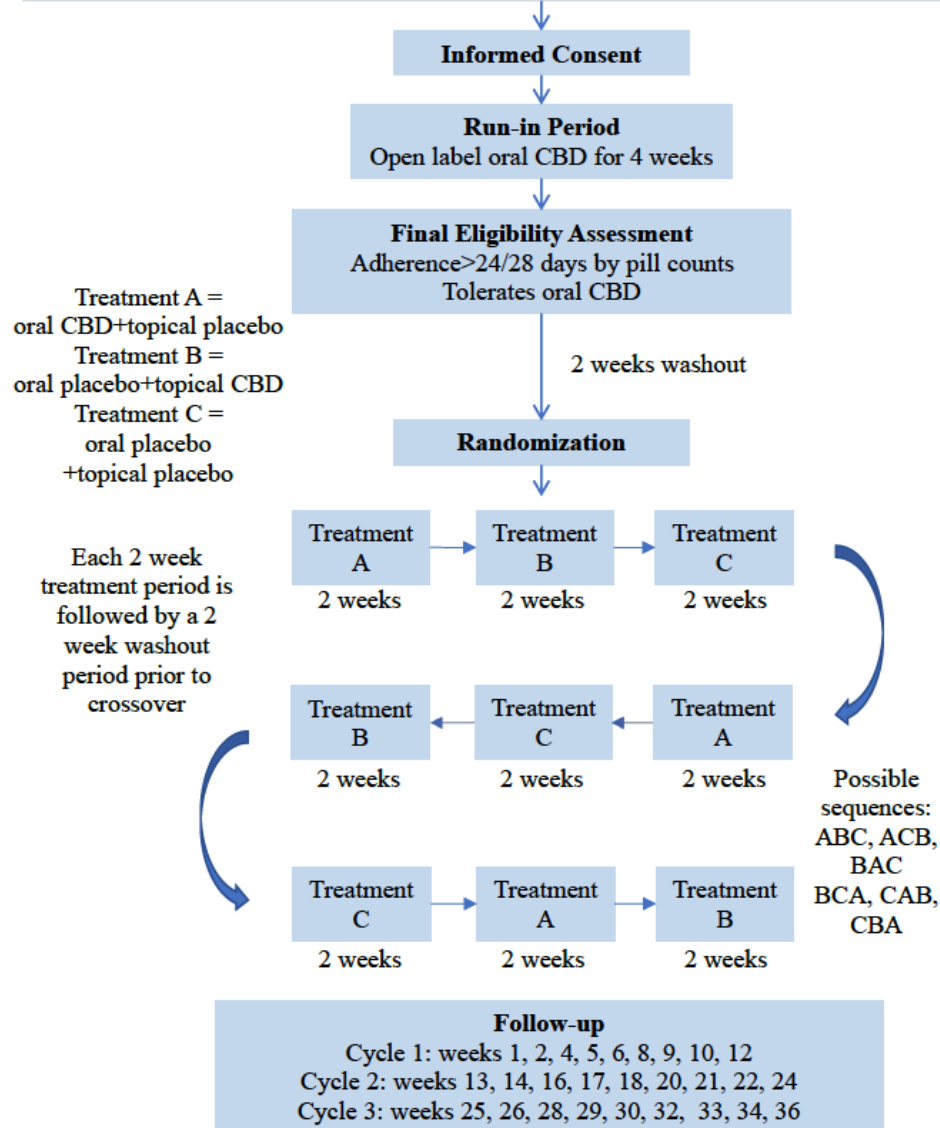 Informed Consent
Run-in Period
Open label oral CBD for 4 weeks
Final Eligibility Assessment
Adherence>24/28 days by pill counts
Tolerates oral CBD
Treatment A =
oral CBD+topical placebo
Treatment B =
oral placebo+topical CBD
Treatment C =
oral placebo
+topical placebo
2 weeks washout
Randomization
Each 2 week
treatment period is
followed by a 2
week washout
period prior to
crossover
Treatment
A
2 weeks
Treatment
B
2 weeks
Treatment
C
2 weeks
Treatment
B
2 weeks
Treatment
C
2 weeks
Treatment
A
2 weeks
Possible
sequences:
ABC, ACB,
BAC
BCA, CAB,
CBA
Treatment
C
2 weeks
Treatment
A
2 weeks
Treatment
B
2 weeks
Follow-up
Cycle 1: weeks 1, 2, 4, 5, 6, 8, 9, 10, 12
Cycle 2: weeks 13, 14, 16, 17, 18, 20, 21, 22, 24
Cycle 3: weeks 25, 26, 28, 29, 30, 32, 33, 34, 36